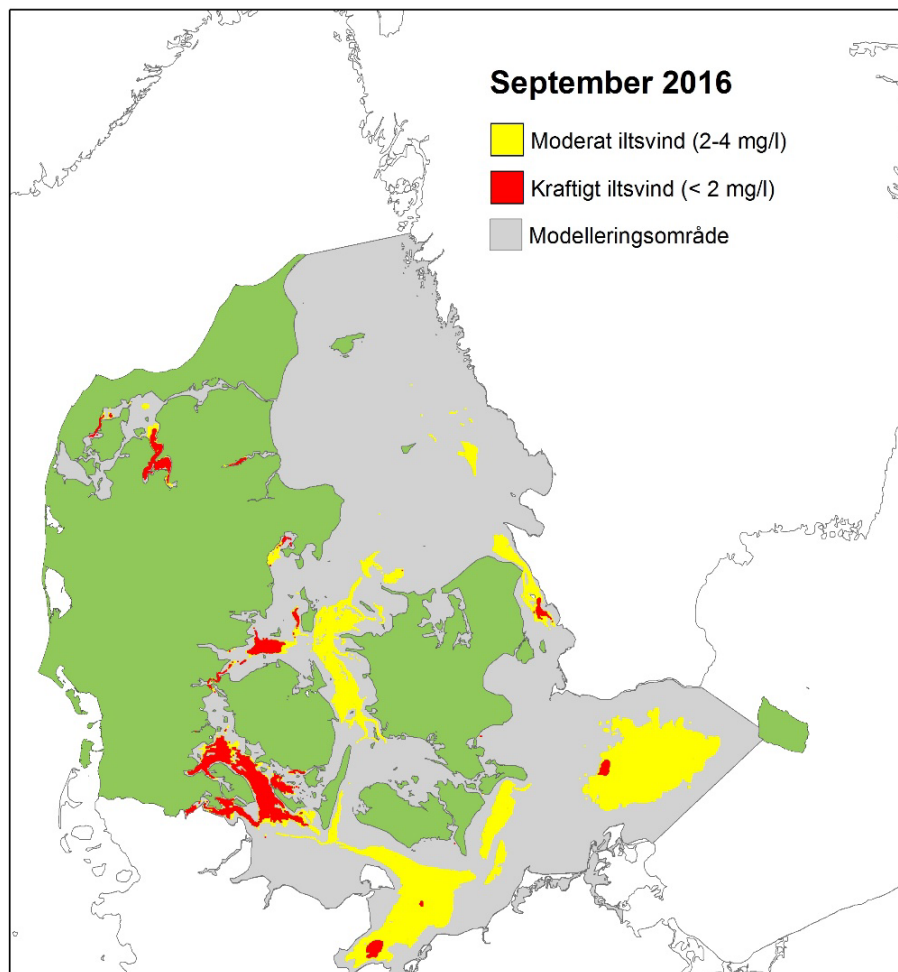 September 2016
Moderat iltsvind (2-4 mg/l)
Kraftigt iltsvind (< 2 mg/l)
Modelleringsområde